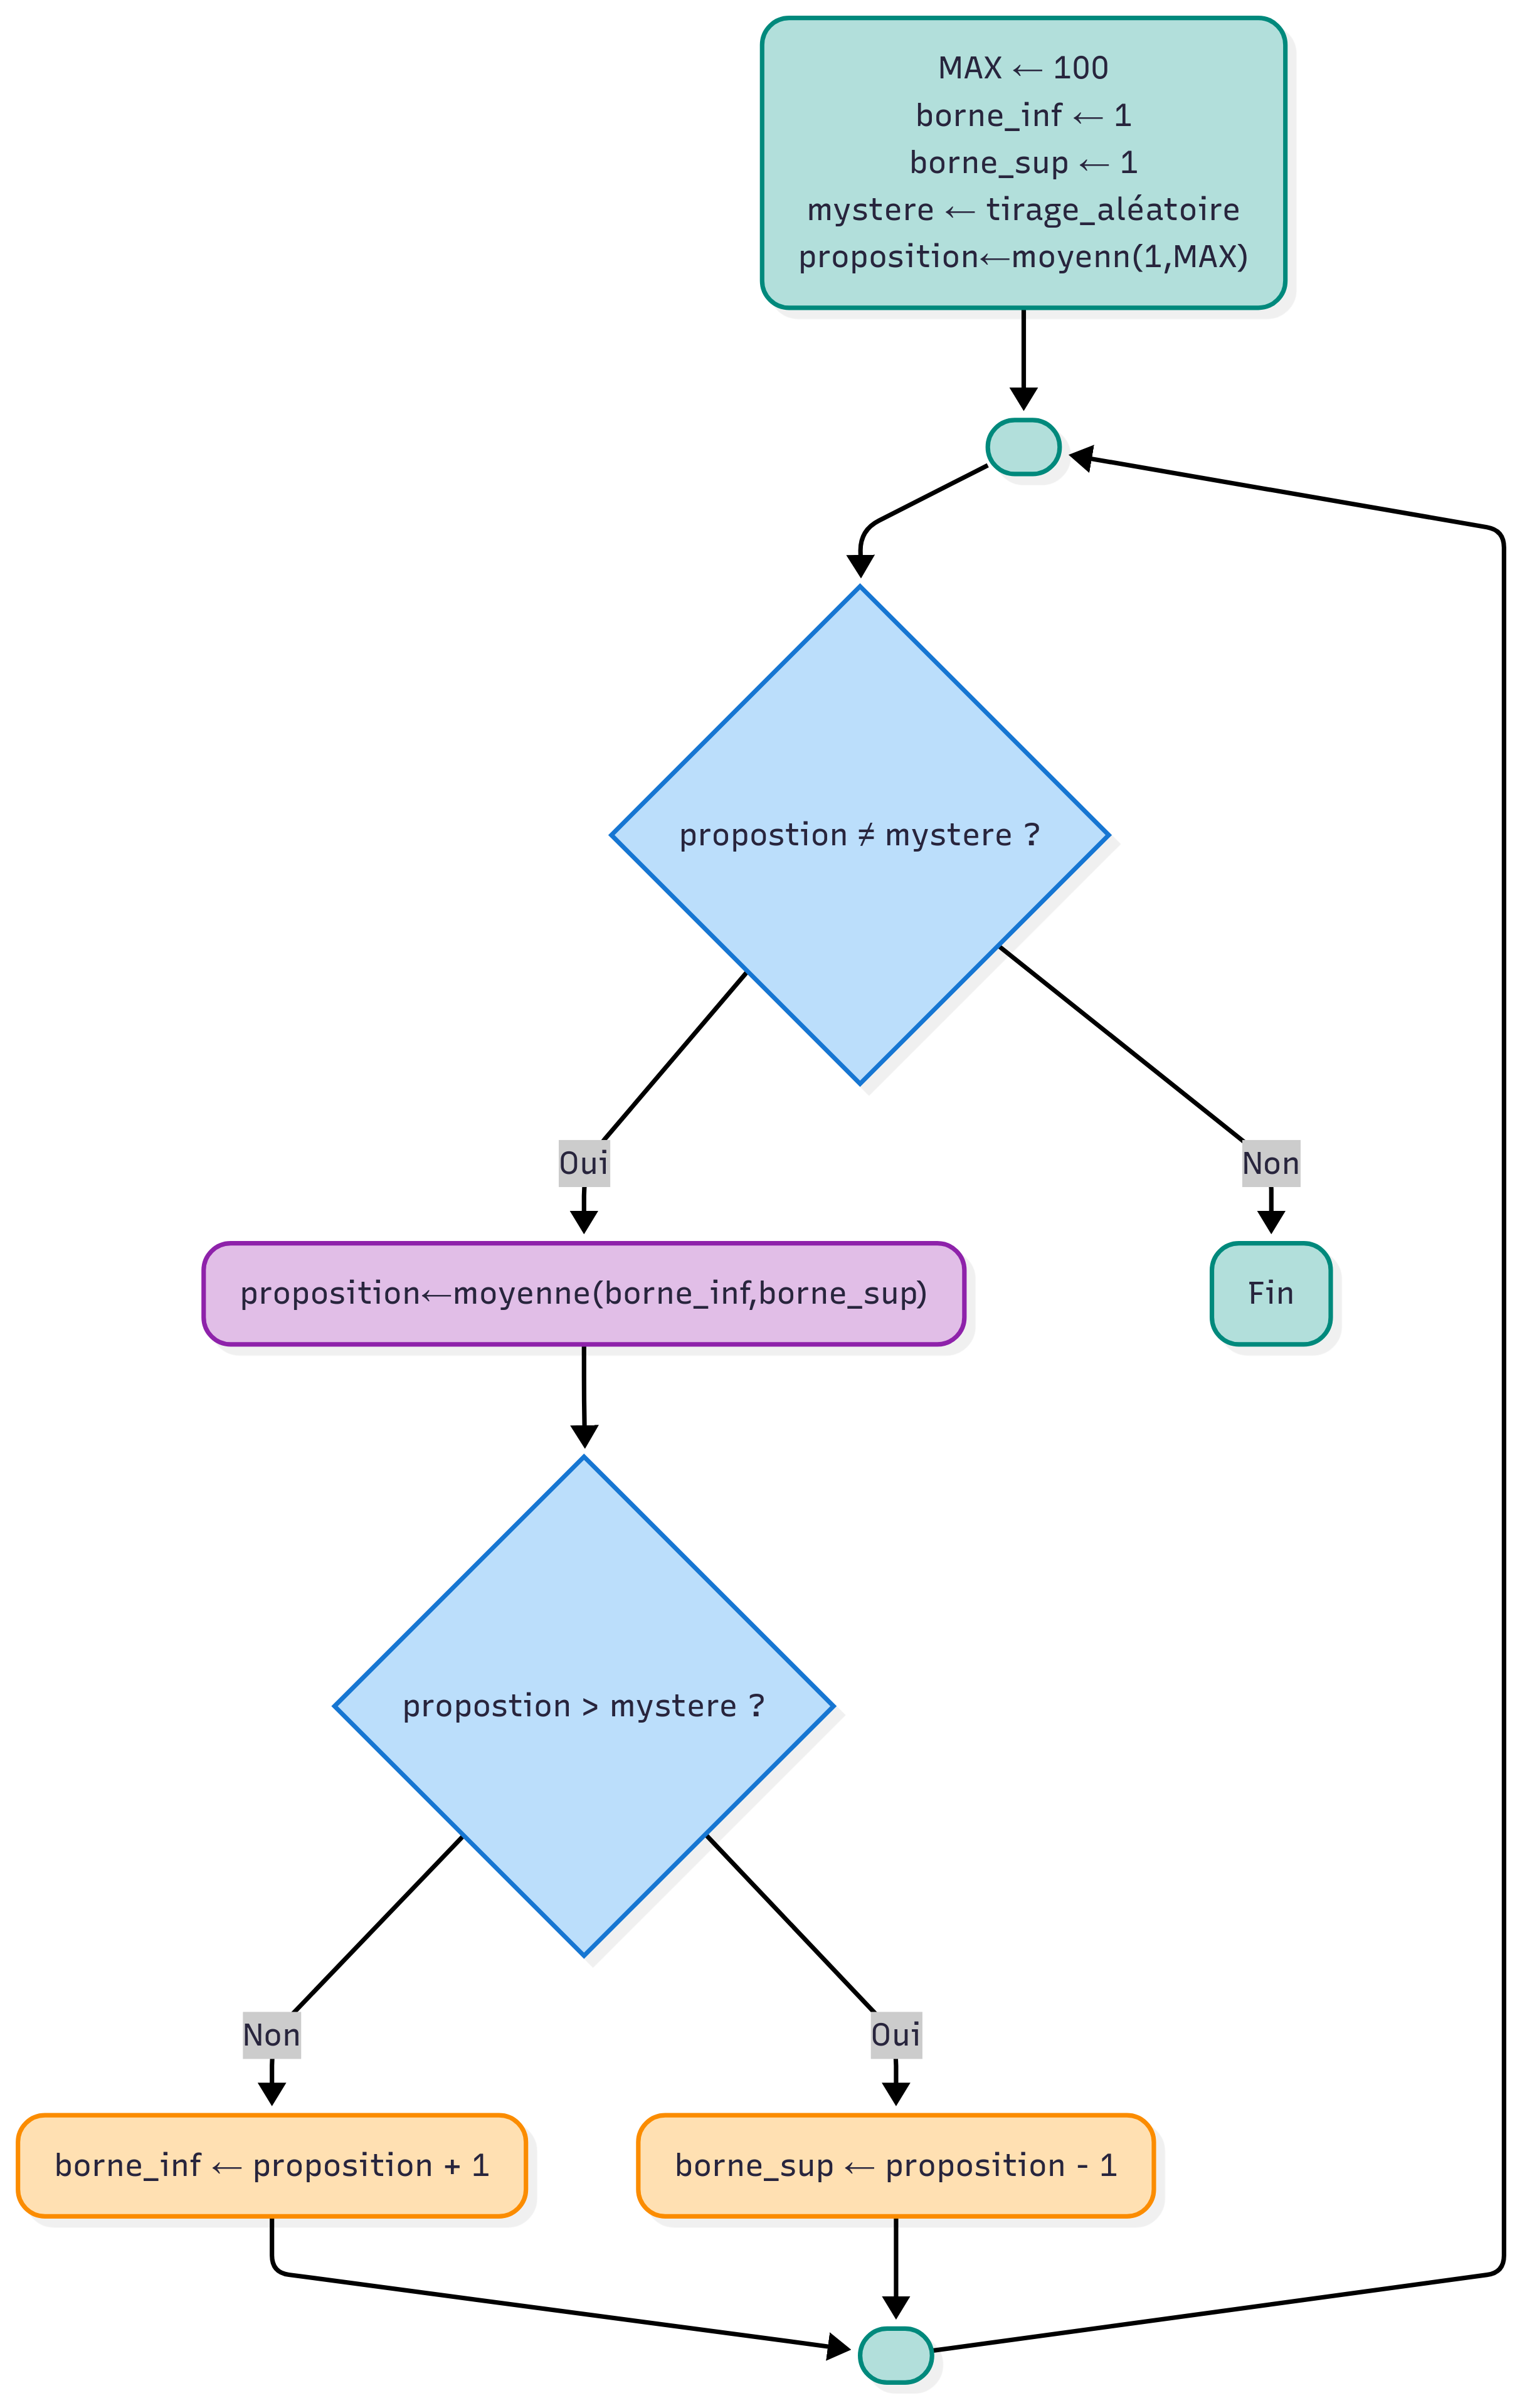 MAX ← 100
borne_inf ← 1
borne_sup ← 1
mystere ← tirage_aléatoire
proposition←moyenn(1,MAX)
propostion ≠ mystere ?
Oui
Non
proposition←moyenne(borne_inf,borne_sup)
Fin
propostion > mystere ?
Non
Oui
borne_inf ← proposition + 1
borne_sup ← proposition - 1